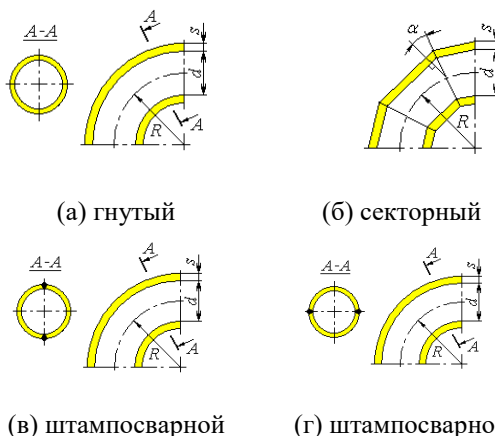 A-A
A
s
d
R
A
α
s
d
R
(а) гнутый
(б) секторный
A-A
A
s
d
R
A
A-A
A
s
d
R
A
(в) штампосварной
(г) штампосварно